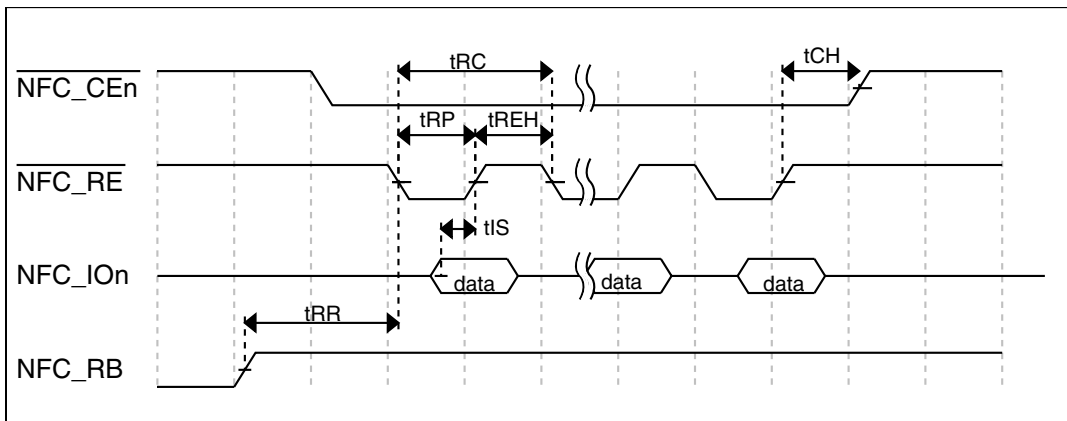 tRC
tCH
NFC_CEn
tRP
tREH
NFC_RE
tIS
NFC_IOn
data
data
data
tRR
NFC_RB